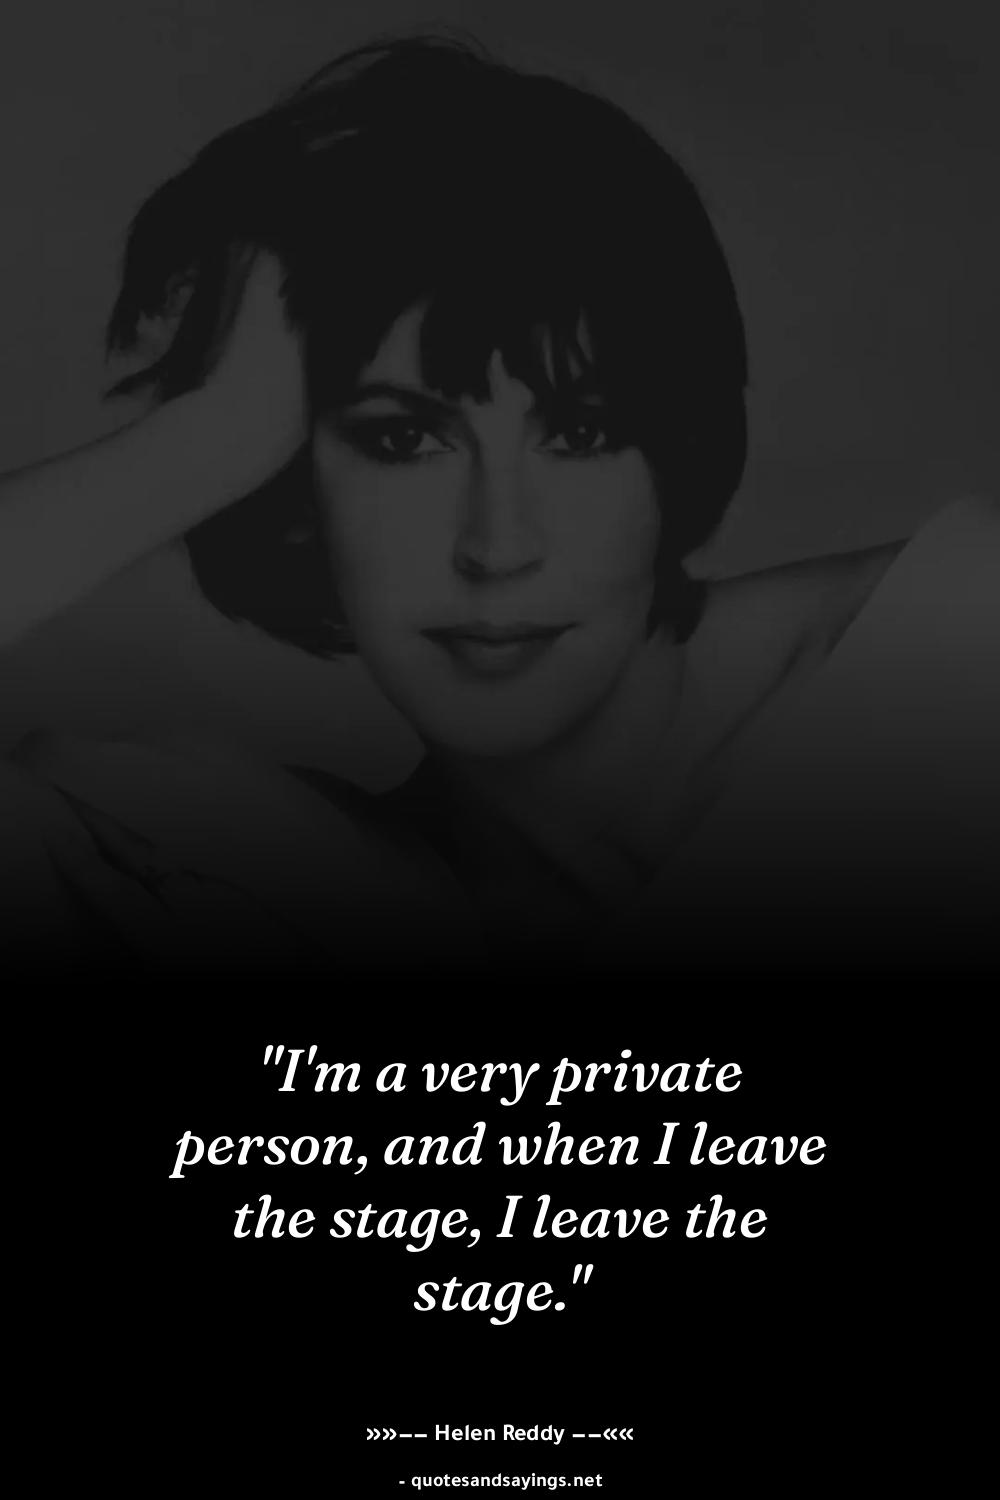 "I'm a very private
person, and when I leave
the stage, I leave the
stage."
»»−− Helen Reddy −−««
- quotesandsayings.net